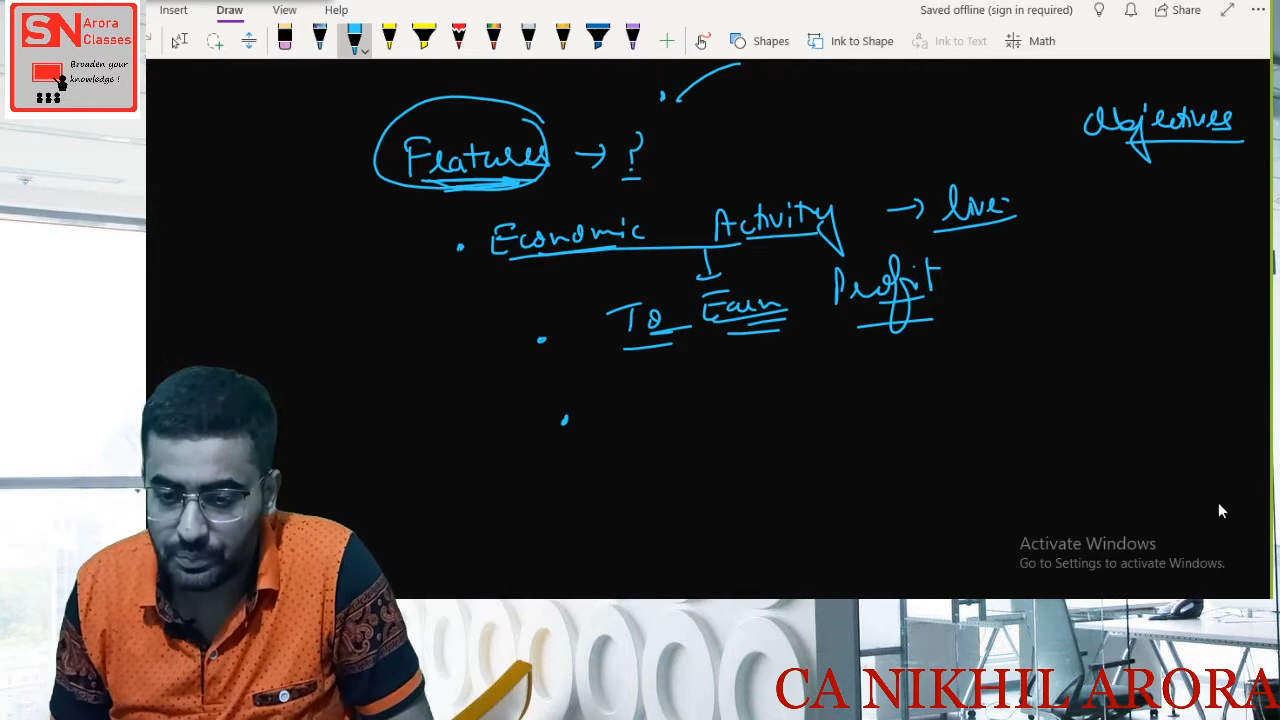 SN
Arora
Classes
Broaden your
knowledge !
Insert Draw View Help
Saved offline (sign in required)
Share
Shapes
Ink to Shape
Ink to Text
Math
Objectives
Features → ?
• Economic Activity →
• To Earn Profit
Activate Windows
Go to Settings to activate Windows.
CA NIKHIL ARORA